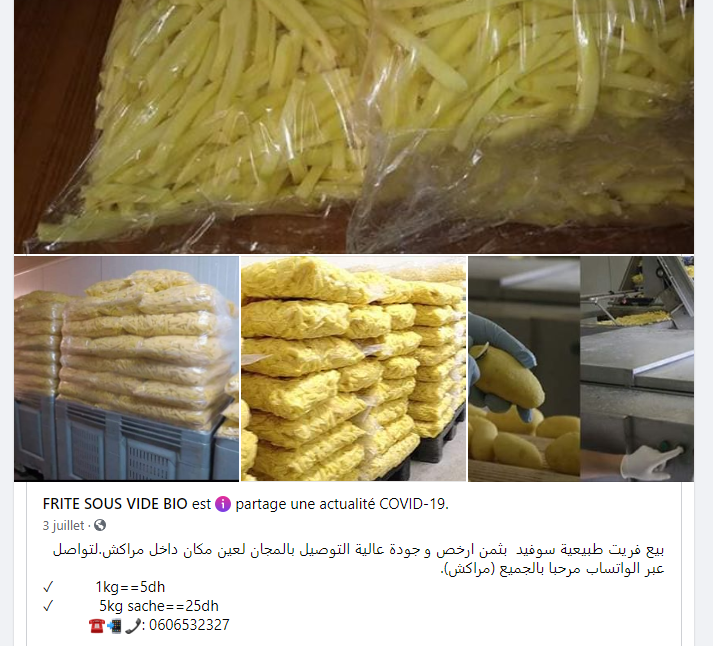 FRITE SOUS VIDE BIO est partage une actualité COVID-19.
3 juillet ·
بيع فريت طبيعية سوفيد بثمن ارخص و جودة عالية التوصيل بالمجان لعين مكان داخل مراكش.لتواصل
عبر الواتساب مرحبا بالجميع (مراكش).
✓ 1kg==5dh
✓ 5kg sache==25dh
☎️📲📞: 0606532327